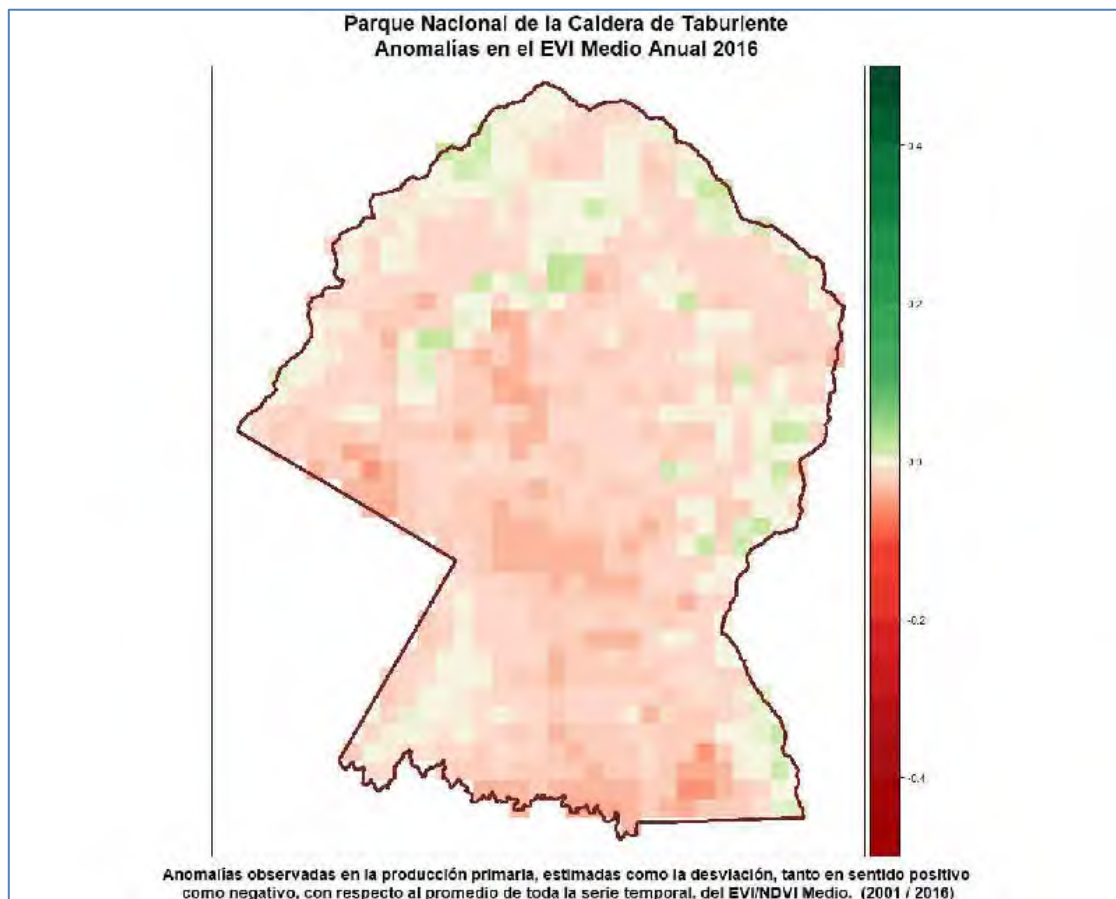 Parque Nacional de la Caldera de Taburiente
Anomalías en el EVI Medio Anual 2016
0.4
0.2
0.0
-0.2
-0.4
Anomalías observadas en la producción primaria, estimadas como la desviación, tanto en sentido positivo
como negativo, con respecto al promedio de toda la serie temporal, del EVI/NDVI Medio. (2001 / 2016)